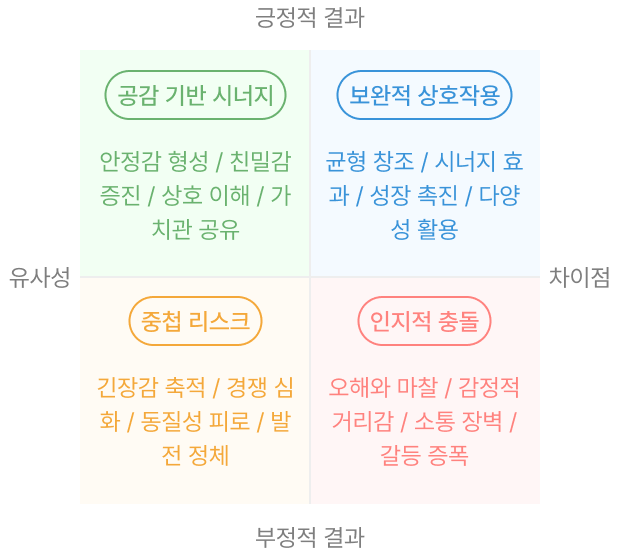 긍정적 결과
공감 기반 시너지
안정감 형성 / 친밀감
증진 / 상호 이해 / 가
치관 공유
보완적 상호작용
균형 창조 / 시너지 효
과 / 성장 촉진 / 다양
성 활용
유사성
차이점
중첩 리스크
긴장감 축적 / 경쟁 심
화 / 동질성 피로 / 발
전 정체
인지적 충돌
오해와 마찰 / 감정적
거리감 / 소통 장벽 /
갈등 증폭
부정적 결과